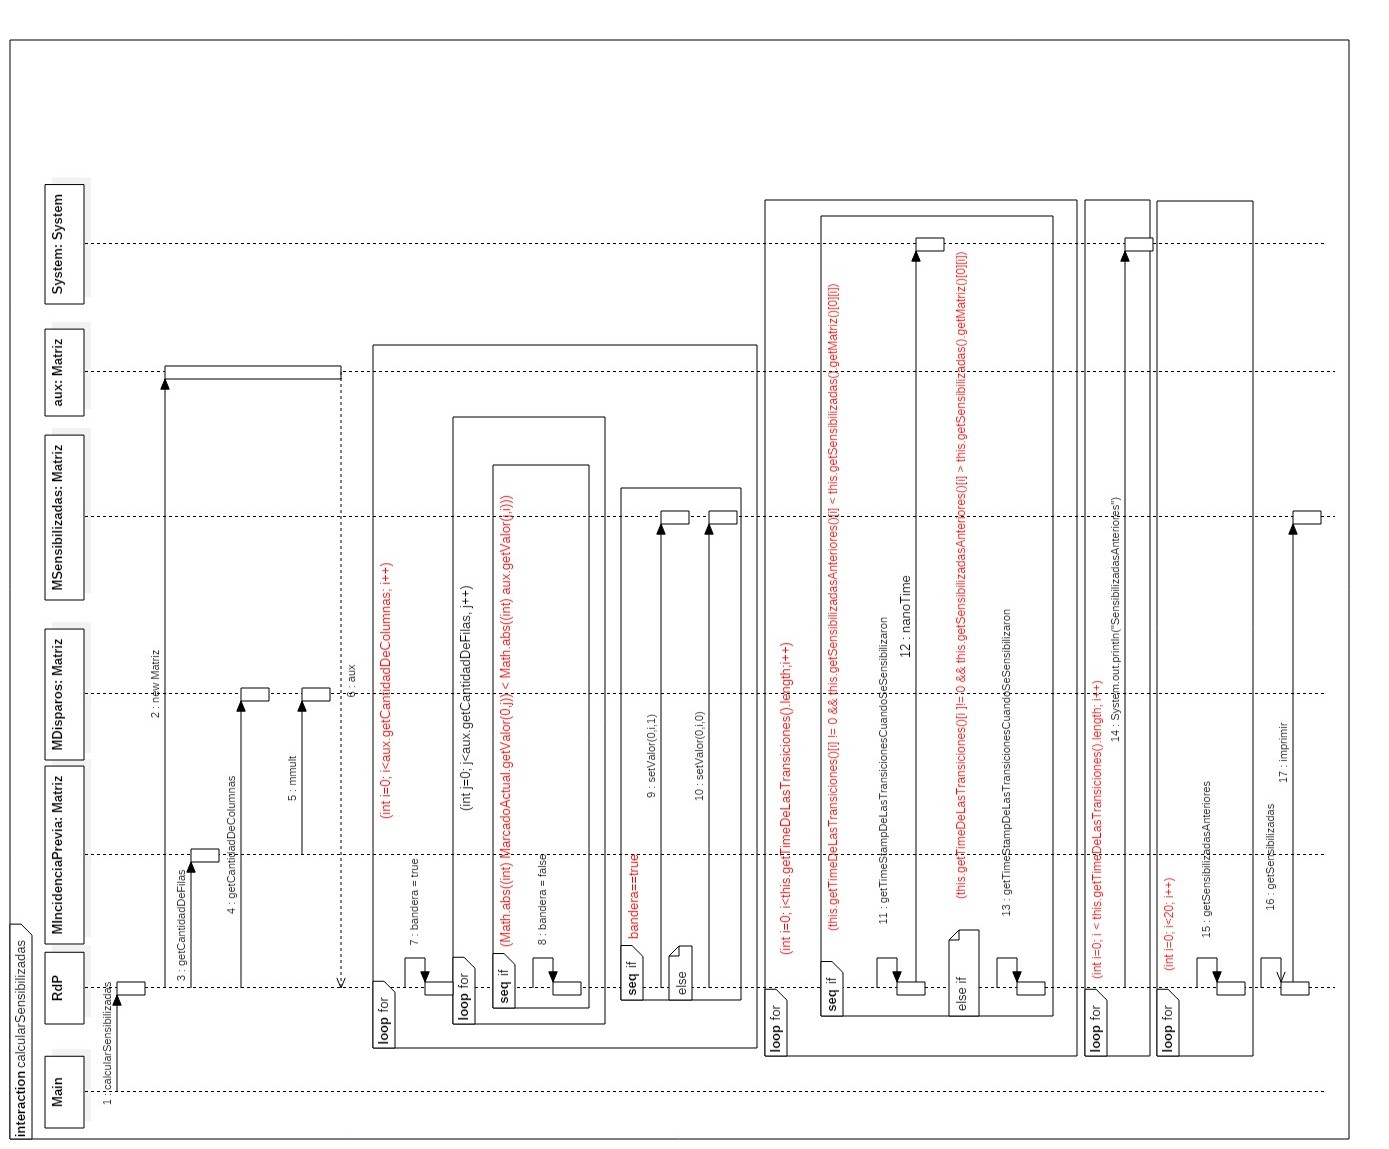 interaction calcularSensibilizadas
Main
RdP
MIncidenciaPrevia: Matriz
MDisparos: Matriz
MSensibilizadas: Matriz
aux: Matriz
System: System
1 : calcularSensibilizadas
2 : new Matriz
3 : getCantidadDeFilas
4 : getCantidadDeColumnas
5 : mmult
6 : aux
loop for
(int i=0; i<aux.getCantidadDeColumnas; i++)
7 : bandera = true
loop for
(int j=0; j<aux.getCantidadDeFilas, j++)
seq if
(Math.abs((int) MarcadoActual.getValor(0,j)) < Math.abs((int) aux.getValor(j,i)))
8 : bandera = false
seq if
bandera==true
9 : setValor(0,i,1)
else
10 : setValor(0,i,0)
loop for
(int i=0; i<this.getTimeDeLasTransiciones().length;i++)
seq if
(this.getTimeDeLasTransiciones()[i] != 0 && this.getSensibilizadasAnteriores()[i] < this.getSensibilizadas().getMatriz()[0][i])
11 : getTimeStampDeLasTransicionesCuandoSeSensibilizaron
12 : nanoTime
else if
(this.getTimeDeLasTransiciones()[i ]!= 0 && this.getSensibilizadasAnteriores()[i] > this.getSensibilizadas().getMatriz()[0][i])
13 : getTimeStampDeLasTransicionesCuandoSeSensibilizaron
loop for
(int i=0; i < this.getTimeDeLasTransiciones().length; i++)
14 : System.out.println("SensibilizadasAnteriores")
loop for
(int i=0; i<20; i++)
15 : getSensibilizadasAnteriores
16 : getSensibilizadas
17 : imprimir